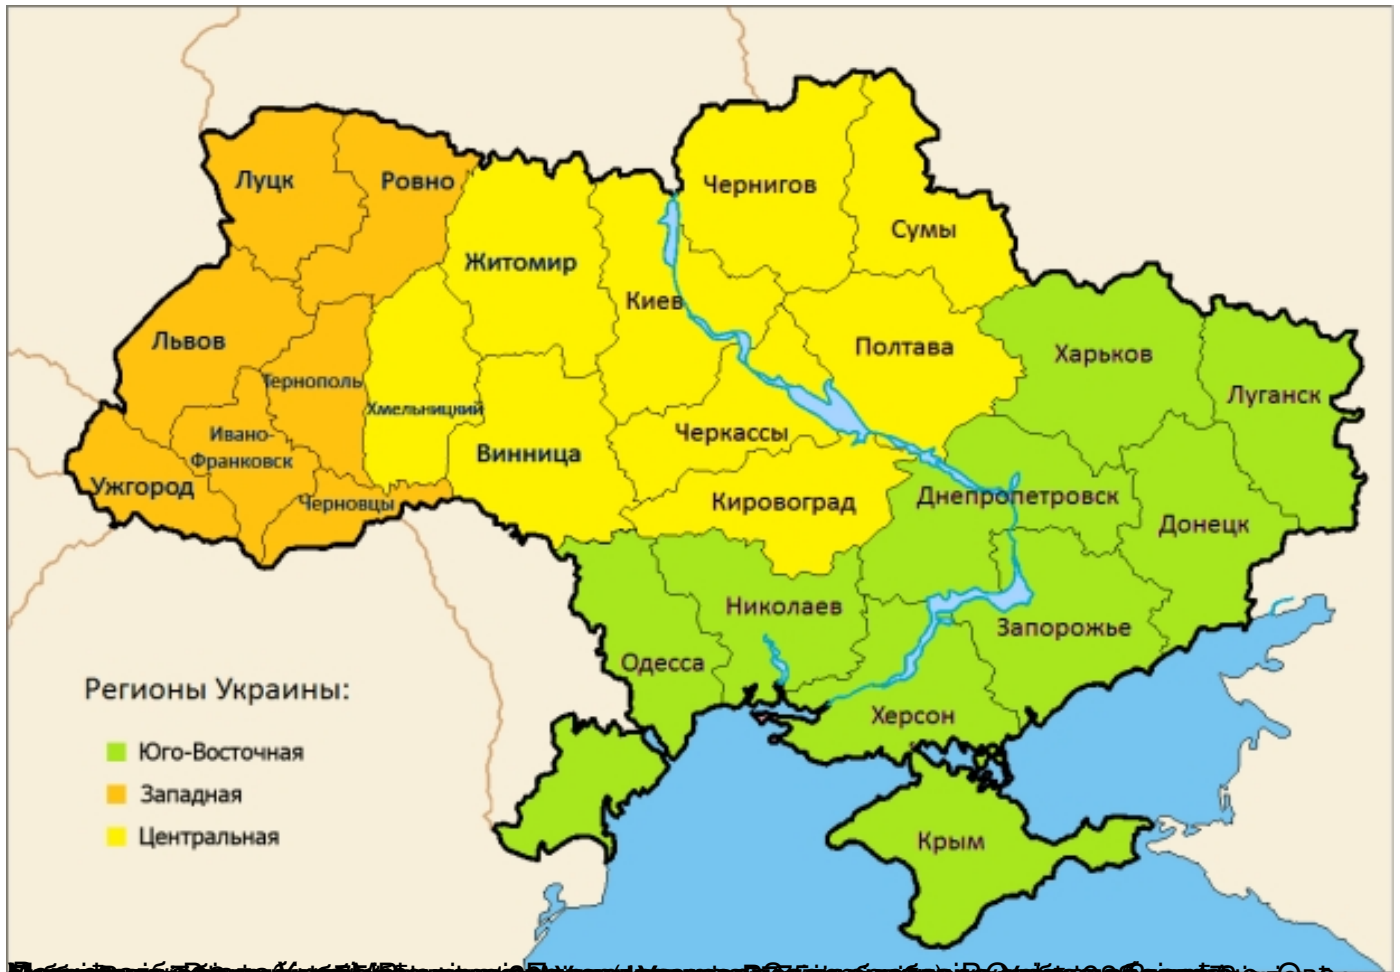 Чернигов
Луцк
Ровно
Сумы
Житомир
Киев
Львов
Полтава
Харьков
Тернополь
Луганск
Хмельницкий
Ивано-
Франковск
Черкассы
Винница
Ужгород
Черновцы
Кировоград
Днепропетровск
Донецк
Николаев
Запорожье
Одесса
Херсон
Крым
Регионы Украины:
Юго-Восточная
Западная
Центральная